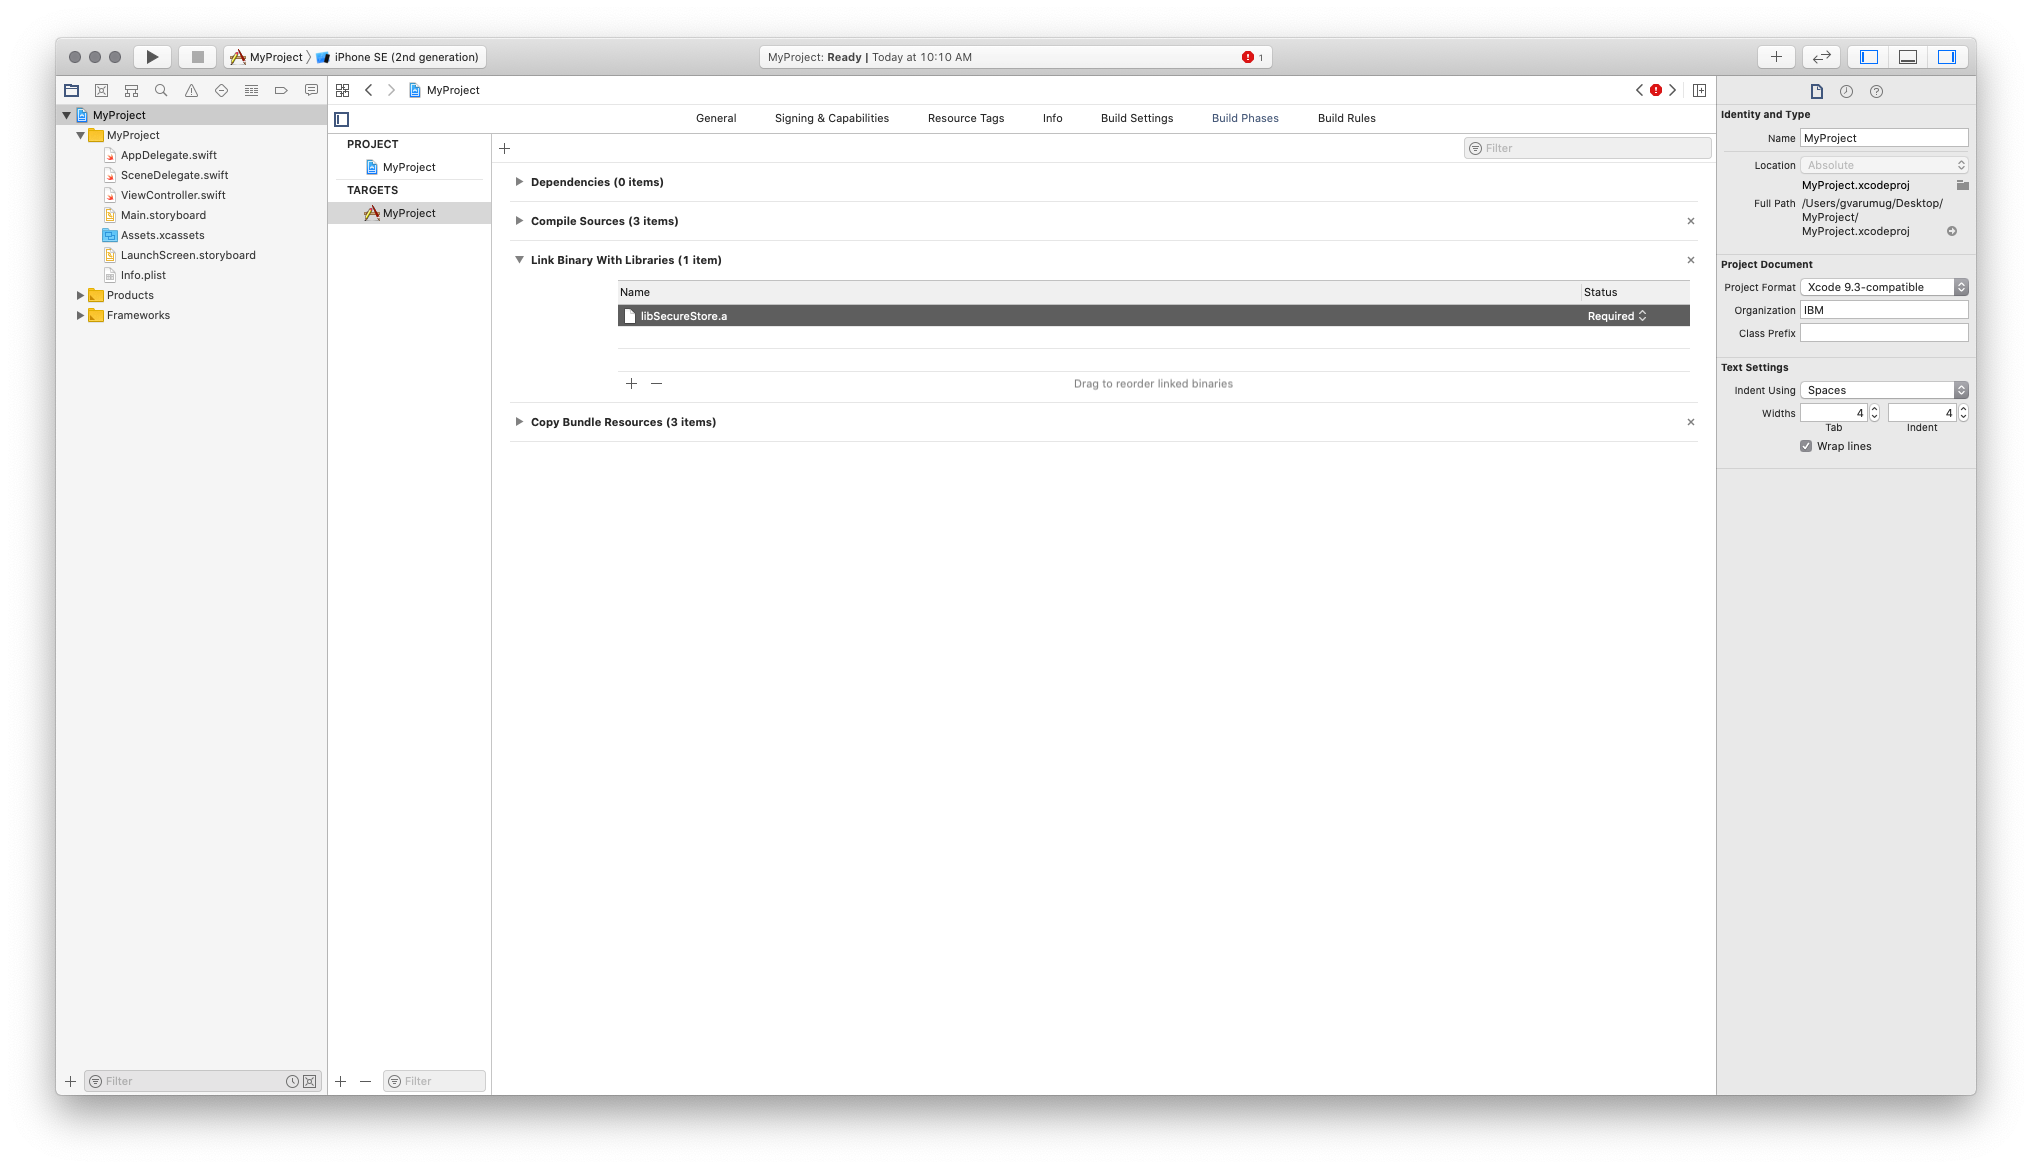 MyProject iPhone SE (2nd generation)
MyProject: Ready | Today at 10:10 AM
1
MyProject
MyProject
AppDelegate.swift
SceneDelegate.swift
ViewController.swift
Main.storyboard
Assets.xcassets
LaunchScreen.storyboard
Info.plist
Products
Frameworks
Filter
MyProject
General Signing & Capabilities Resource Tags Info Build Settings Build Phases Build Rules
PROJECT
MyProject
TARGETS
MyProject
Filter
Filter
Dependencies (0 items)
Compile Sources (3 items)
Link Binary With Libraries (1 item)
Name Status
libSecureStore.a Required
Drag to reorder linked binaries
Copy Bundle Resources (3 items)
Identity and Type
Name MyProject
Location Absolute
MyProject.xcodeproj
Full Path /Users/gvarumug/Desktop/
MyProject/
MyProject.xcodeproj
Project Document
Project Format Xcode 9.3-compatible
Organization IBM
Class Prefix
Text Settings
Indent Using Spaces
Widths 4 4
Tab Indent
Wrap lines